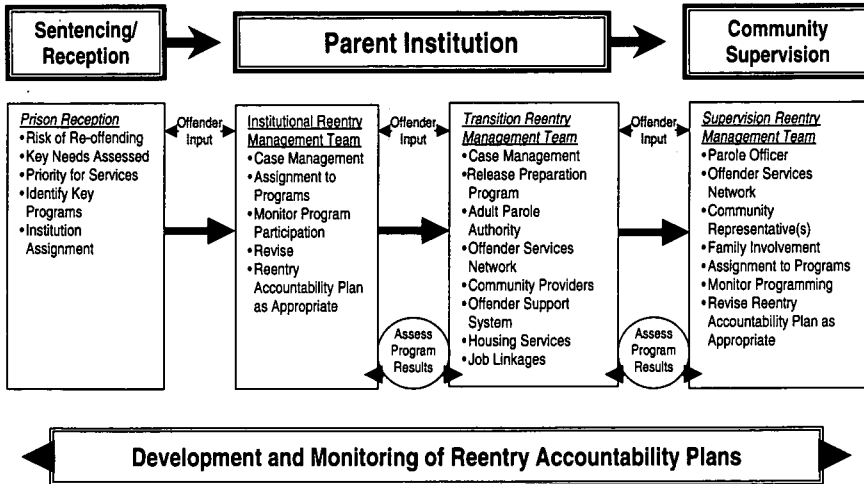 Sentencing/
Reception
Parent Institution
Community
Supervision
Prison Reception
•Risk of Re-offending
•Key Needs Assessed
•Priority for Services
•Identify Key
Programs
•Institution
Assignment
Offender
Input
Institutional Reentry
Management Team
•Case Management
•Assignment to
Programs
•Monitor Program
Participation
•Revise
•Reentry
Accountability Plan
as Appropriate
Offender
Input
Assess
Program
Results
Transition Reentry
Management Team
•Case Management
•Release Preparation
Program
•Adult Parole
Authority
•Offender Services
Network
•Community Providers
•Offender Support
System
•Housing Services
•Job Linkages
Offender
Input
Assess
Program
Results
Supervision Reentry
Management Team
•Parole Officer
•Offender Services
Network
•Community
Representative(s)
•Family Involvement
•Assignment to Programs
•Monitor Programming
•Revise Reentry
Accountability Plan as
Appropriate
Development and Monitoring of Reentry Accountability Plans